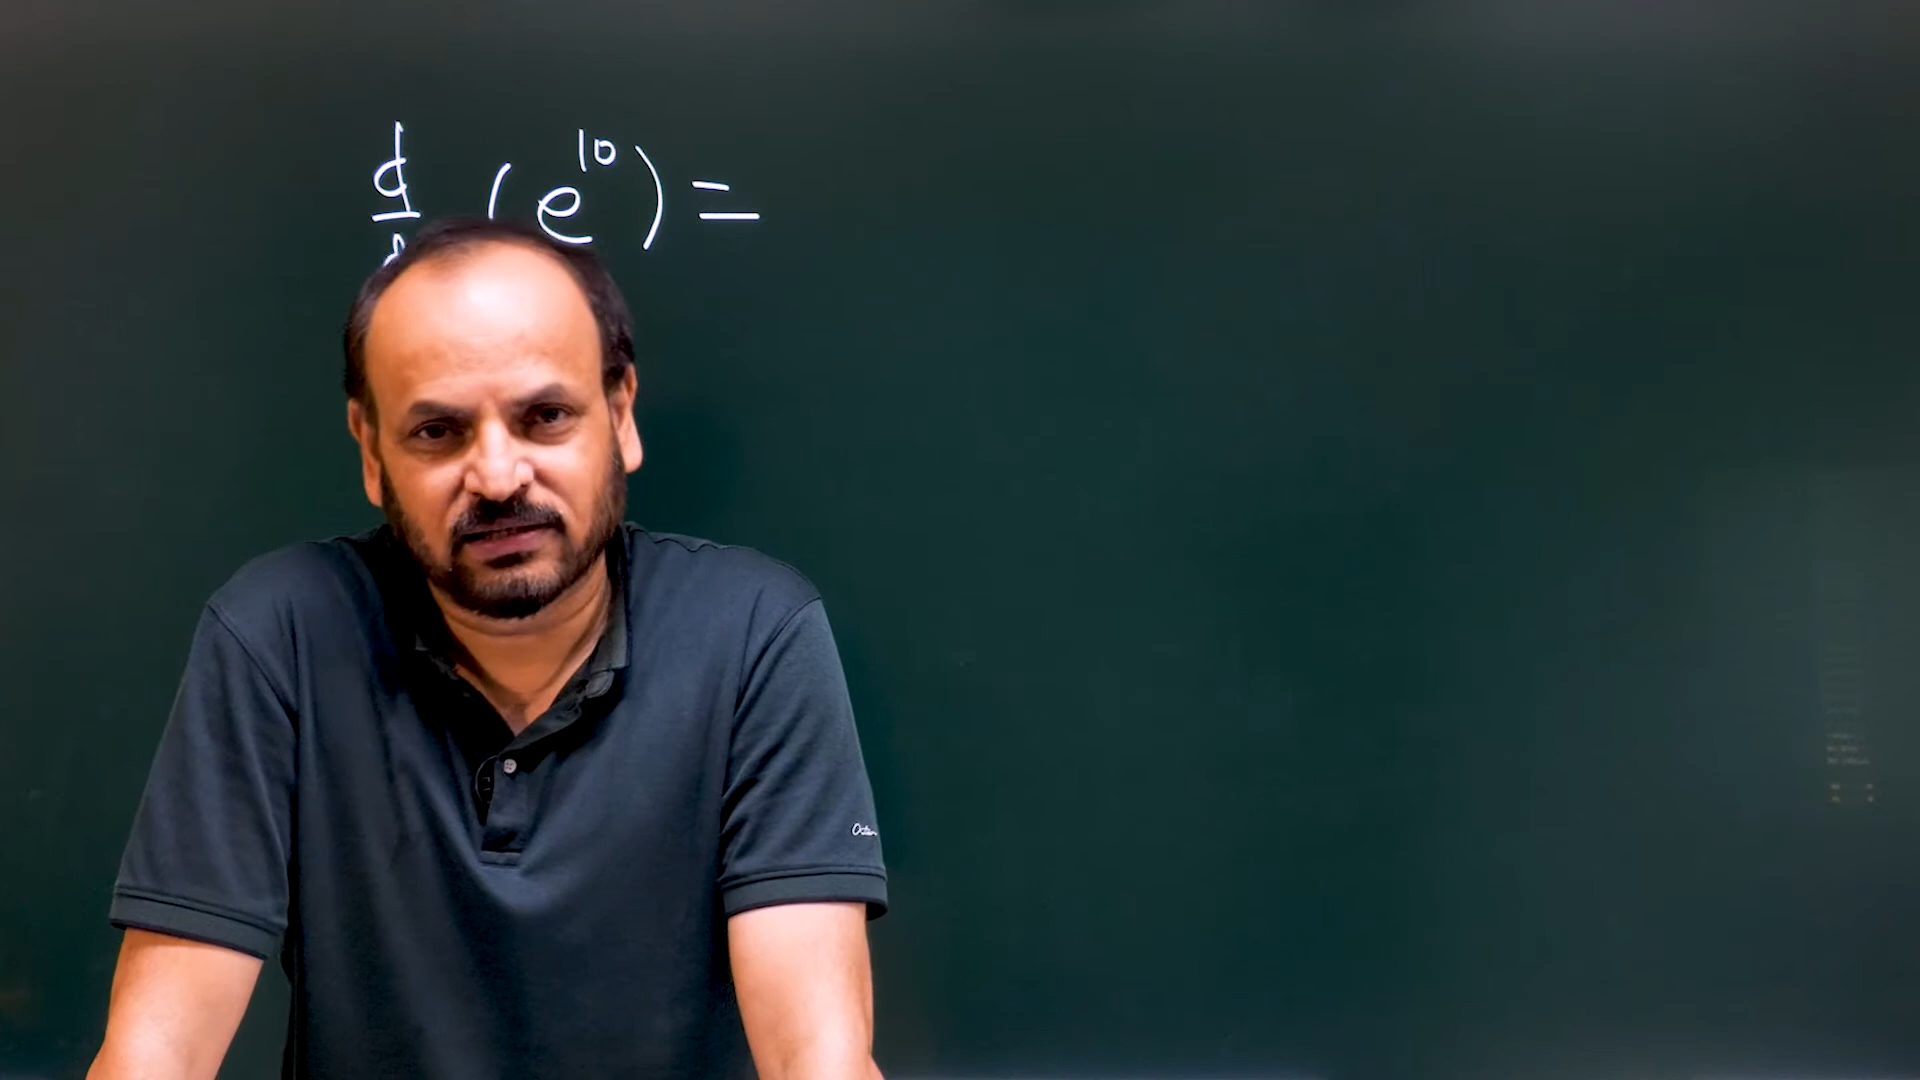 d/d (e^10) =